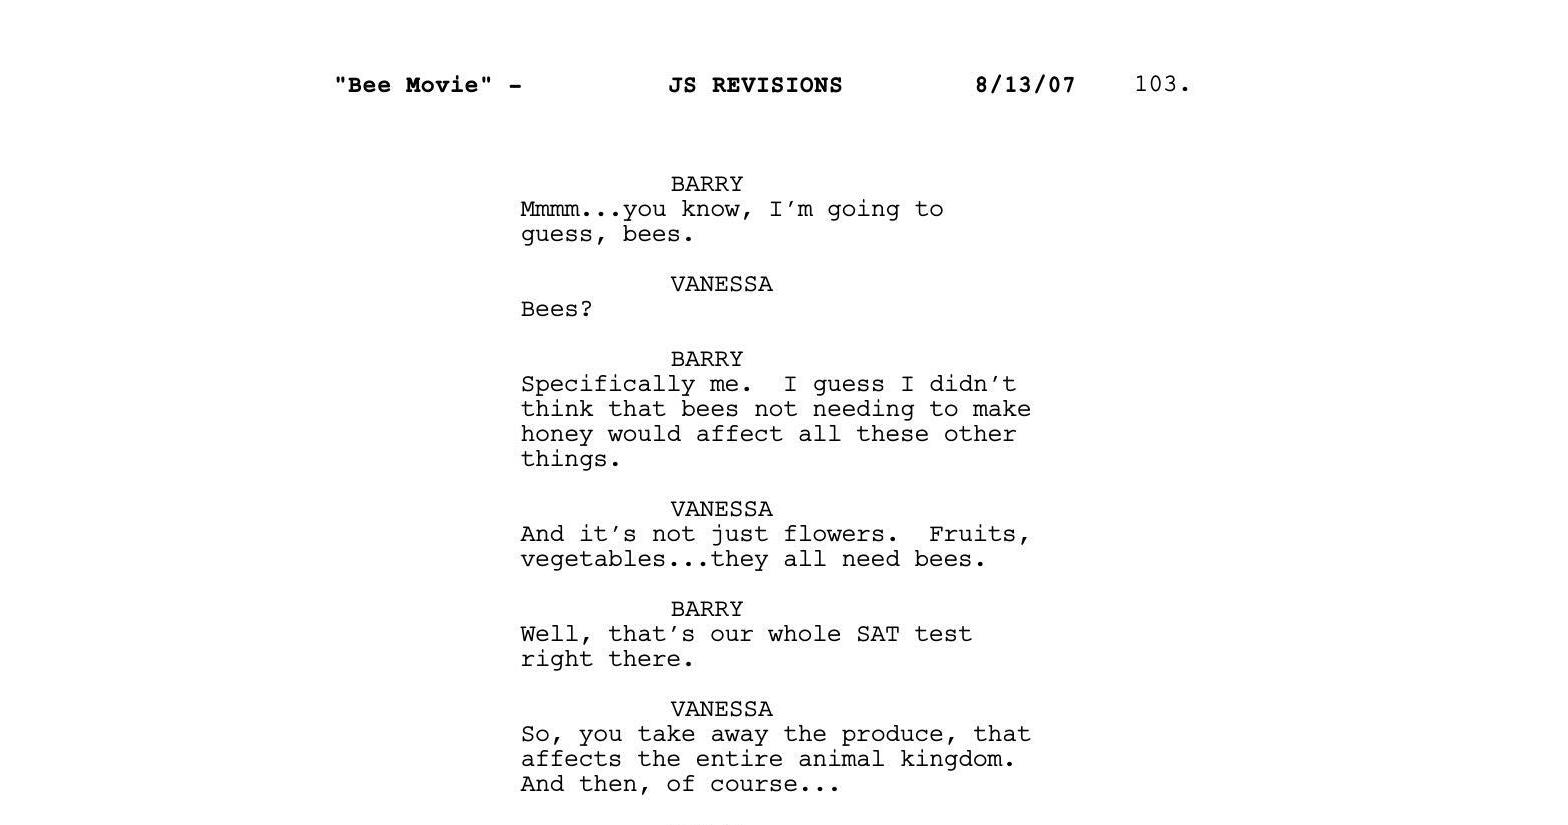 "Bee Movie" - JS REVISIONS 8/13/07 103.
BARRY
Mmmm...you know, I'm going to
guess, bees.
VANESSA
Bees?
BARRY
Specifically me.  I guess I didn't
think that bees not needing to make
honey would affect all these other
things.
VANESSA
And it's not just flowers.  Fruits,
vegetables...they all need bees.
BARRY
Well, that's our whole SAT test
right there.
VANESSA
So, you take away the produce, that
affects the entire animal kingdom.
And then, of course...